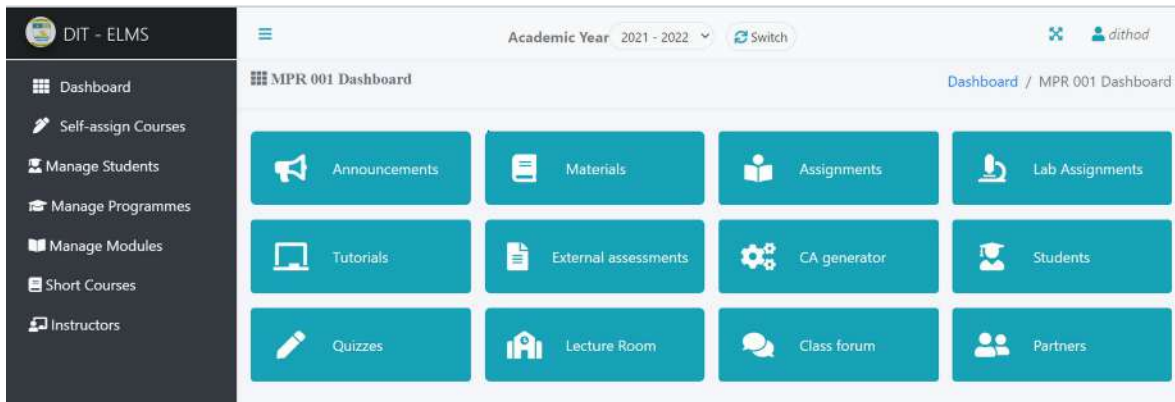 DIT - ELMS
Academic Year 2021 - 2022 Switch
dithod
Dashboard
Self-assign Courses
Manage Students
Manage Programmes
Manage Modules
Short Courses
Instructors
MPR 001 Dashboard
Dashboard / MPR 001 Dashboard
Announcements
Materials
Assignments
Lab Assignments
Tutorials
External assessments
CA generator
Students
Quizzes
Lecture Room
Class forum
Partners